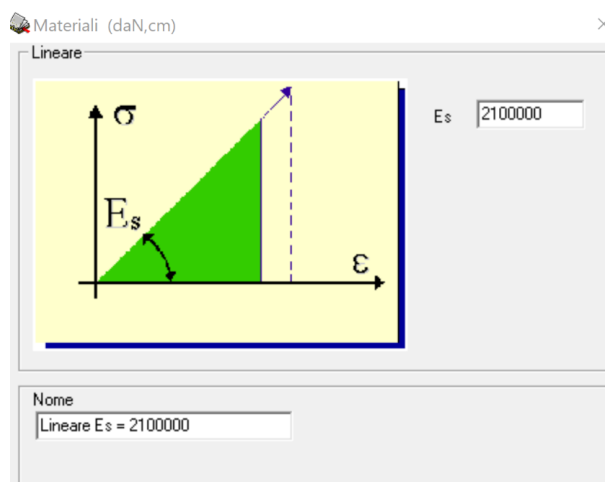 Materiali (daN,cm)
Lineare
σ
Es
ε
Es 2100000
Nome
Lineare Es = 2100000